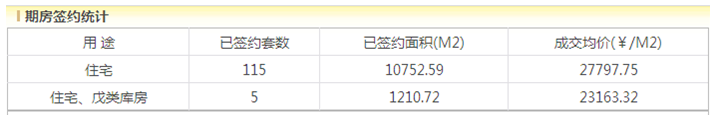 期房签约统计
用 途 已签约套数 已签约面积(M2) 成交均价(￥/M2)
住宅 115 10752.59 27797.75
住宅、戊类库房 5 1210.72 23163.32